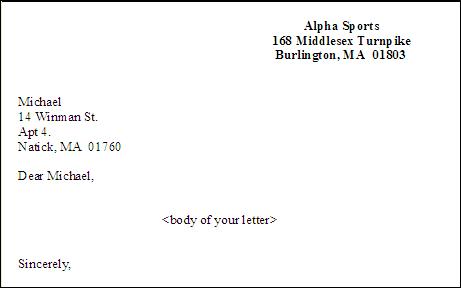 Alpha Sports
168 Middlesex Turnpike
Burlington, MA  01803
Michael
14 Winman St.
Apt 4.
Natick, MA  01760
Dear Michael,
<body of your letter>
Sincerely,